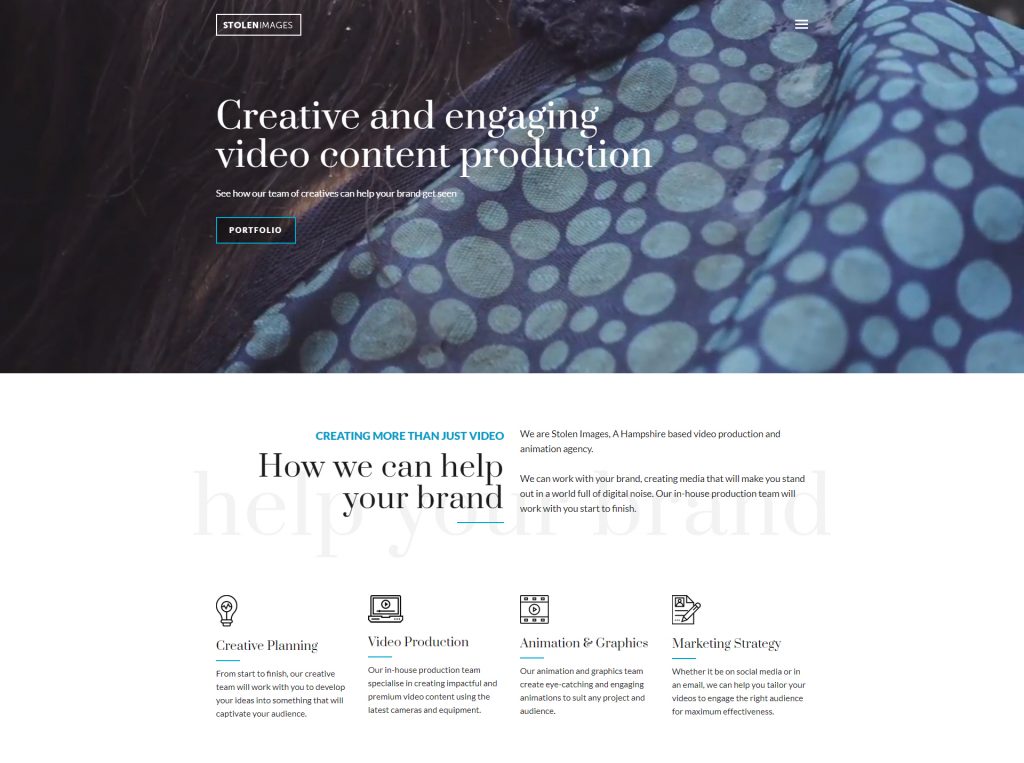 STOLENIMAGES
Creative and engaging
video content production
See how our team of creatives can help your brand get seen
PORTFOLIO
CREATING MORE THAN JUST VIDEO
How we can help
your brand
help your brand
We are Stolen Images, A Hampshire based video production and
animation agency.
We can work with your brand, creating media that will make you stand
out in a world full of digital noise. Our in-house production team will
work with you start to finish.
Creative Planning
From start to finish, our creative
team will work with you to develop
your ideas into something that will
captivate your audience.
Video Production
Our in-house production team
specialise in creating impactful and
premium video content using the
latest cameras and equipment.
Animation & Graphics
Our animation and graphics team
create eye-catching and engaging
animations to suit any project and
audience.
Marketing Strategy
Whether it be on social media or in
an email, we can help you tailor your
videos to engage the right audience
for maximum effectiveness.